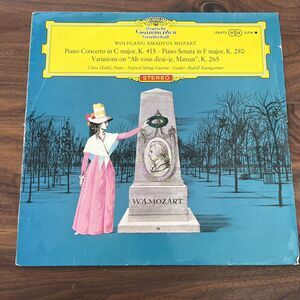 Deutsche
Grammophon
Gesellschaft
WOLFGANG AMADEUS MOZART
Piano Concerto in C major, K. 415 - Piano Sonata in F major, K. 280
Variations on "Ah vous dirai-je, Maman", K. 265
Clara Haskil, Piano · Festival Strings Lucerne · Leader: Rudolf Baumgartner
STEREO
W.A.MOZART